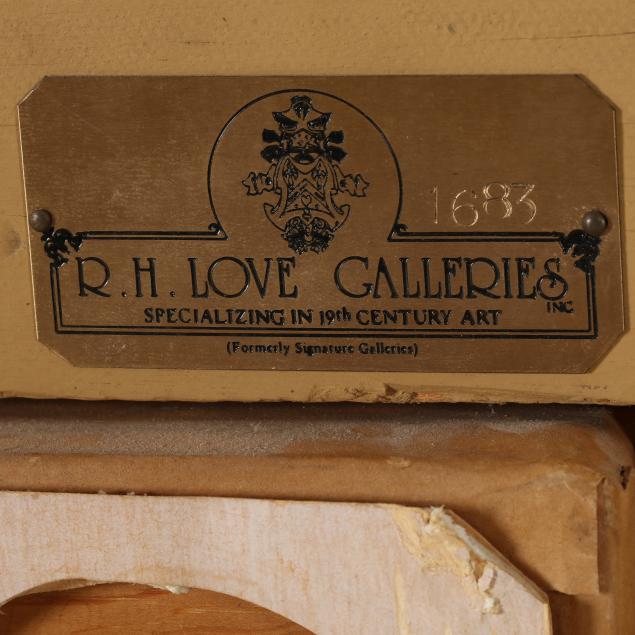 1683
R.H. LOVE GALLERIES INC
SPECIALIZING IN 19th CENTURY ART
(Formerly Signature Galleries)